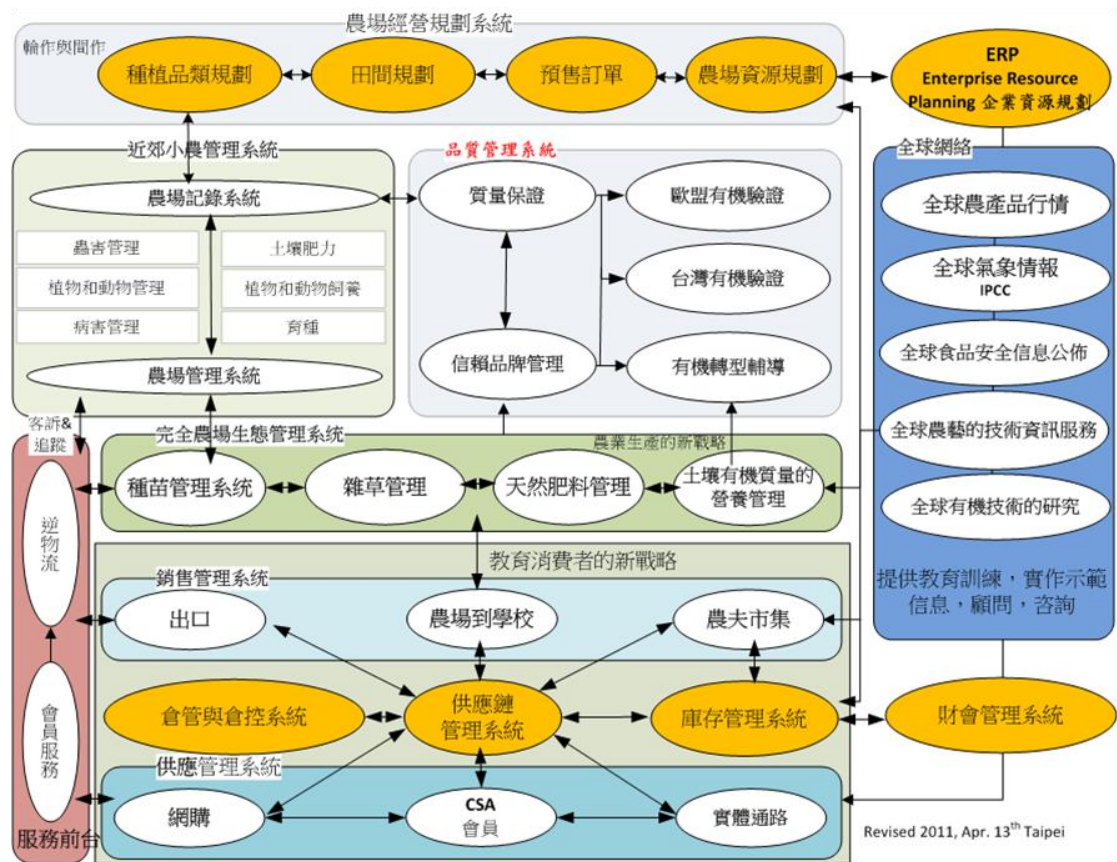 農場經營規劃系統
輪作與間作
種植品類規劃
田間規劃
預售訂單
農場資源規劃
ERP
Enterprise Resource
Planning 企業資源規劃
近郊小農管理系統
農場記錄系統
蟲害管理
土壤肥力
植物和動物管理
植物和動物飼養
病害管理
育種
農場管理系統
品質管理系統
質量保證
歐盟有機驗證
台灣有機驗證
信賴品牌管理
有機轉型輔導
全球網絡
全球農產品行情
全球氣象情報
IPCC
全球食品安全信息公佈
全球農藝的技術資訊服務
全球有機技術的研究
提供教育訓練，實作示範
信息，顧問，咨詢
客訴&
追蹤
逆物流
會員服務
服務前台
完全農場生態管理系统
農業生產的新戰略
種苗管理系統
雜草管理
天然肥料管理
土壤有機質量的
營養管理
教育消費者的新戰略
銷售管理系统
出口
農場到學校
農夫市集
倉管與倉控系統
供應鏈
管理系統
庫存管理系統
財會管理系統
供應管理系統
網購
CSA
會員
實體通路
Revised 2011, Apr. 13th Taipei